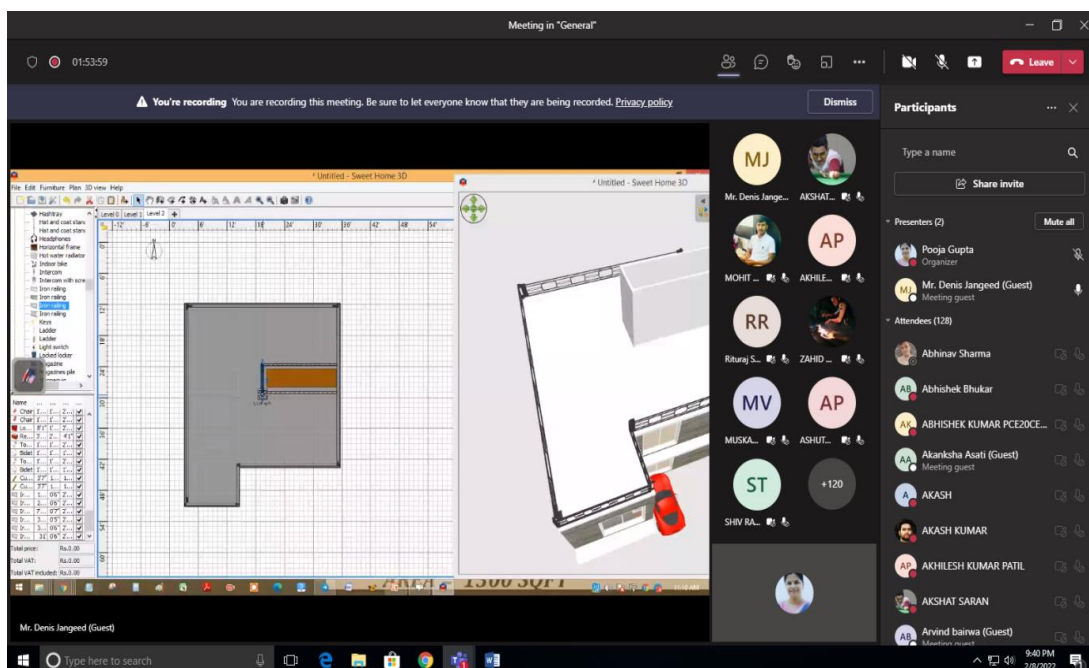 Meeting in "General"
01:53:59
Leave
You're recording You are recording this meeting. Be sure to let everyone know that they are being recorded. Privacy policy
Dismiss
Participants
Type a name
Share invite
Presenters (2)
Mute all
Pooja Gupta
Organizer
Mr. Denis Jangeed (Guest)
Meeting guest
Attendees (128)
Abhinav Sharma
AB Abhishek Bhukar
AK ABHISHEK KUMAR PCE20CE...
AA Akanksha Asati (Guest)
Meeting guest
A AKASH
AKASH KUMAR
AP AKHILESH KUMAR PATIL
AKSHAT SARAN
AB Arvind bairwa (Guest)
Meeting guest
MJ
Mr. Denis Jange...
AKSHAT...
MOHIT ...
AP
AKHILE...
RR
Rituraj S...
ZAHID ...
MV
MUSKA...
AP
ASHUT...
ST
SHIV RA...
+120
* Untitled - Sweet Home 3D
File Edit Furniture Plan 3D view Help
Level 0 Level 1 Level 2
Hashtray
Hat and coat stand
Hat and coat stand
Headphones
Horizontal frame
Hot water radiator
Indoor bike
Intercom
Intercom with scre
Iron railing
Iron railing
Iron railing
Iron railing
Keys
Ladder
Ladder
Light switch
Locked locker
Magazine
Magazines pile
Name
Total price: Rs.0.00
Total VAT: Rs.0.00
Total VAT included: Rs.0.00
* Untitled - Sweet Home 3D
AREA 1500 SQFT
11:10 AM
Mr. Denis Jangeed (Guest)
Type here to search
9:40 PM
2/8/2022